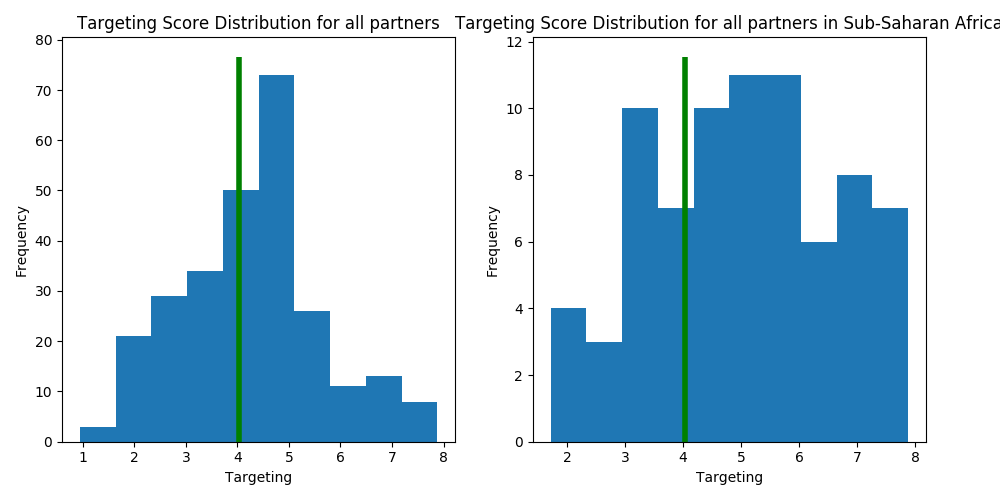 Targeting Score Distribution for all partners
80
70
60
50
40
30
20
10
0
Frequency
1 2 3 4 5 6 7 8
Targeting
Targeting Score Distribution for all partners in Sub-Saharan Africa
12
10
8
6
4
2
0
Frequency
2 3 4 5 6 7 8
Targeting